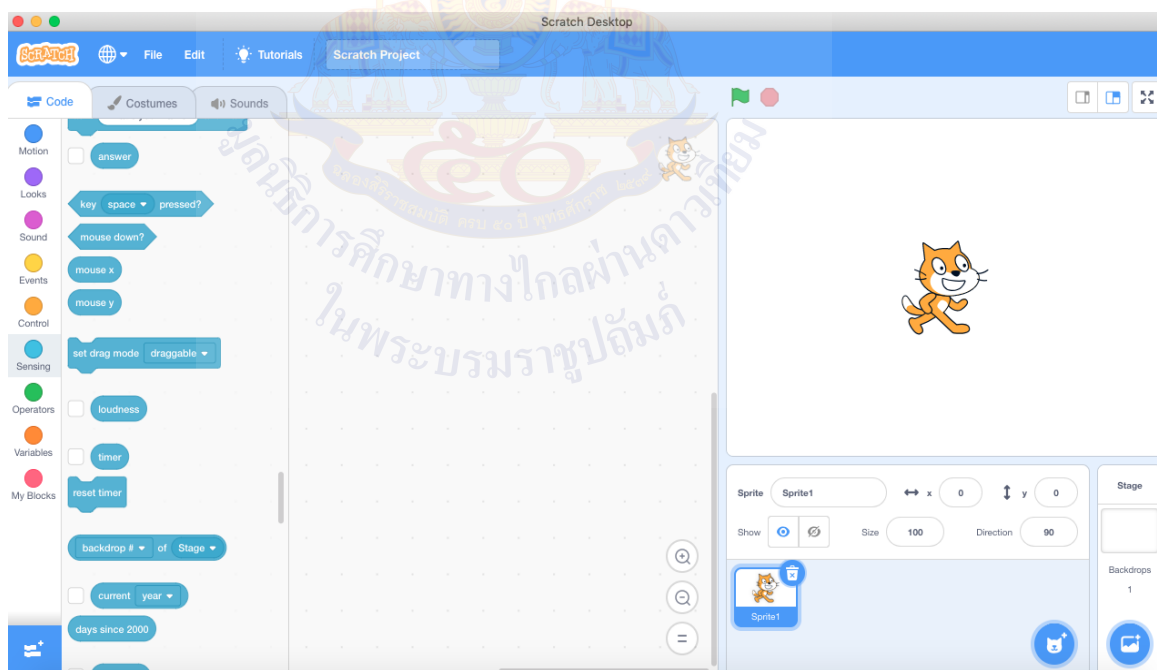 Scratch Desktop
SCRATCH File Edit Tutorials Scratch Project
Code Costumes Sounds
Motion
Looks
Sound
Events
Control
Sensing
Operators
Variables
My Blocks
answer
key space pressed?
mouse down?
mouse x
mouse y
set drag mode draggable
loudness
timer
reset timer
backdrop # of Stage
current year
days since 2000
มูลนิธิการศึกษาทางไกลผ่านดาวเทียม
ในพระบรมราชูปถัมภ์
Sprite Sprite1 x 0 y 0
Show Size 100 Direction 90
Sprite1
Stage
Backdrops
1